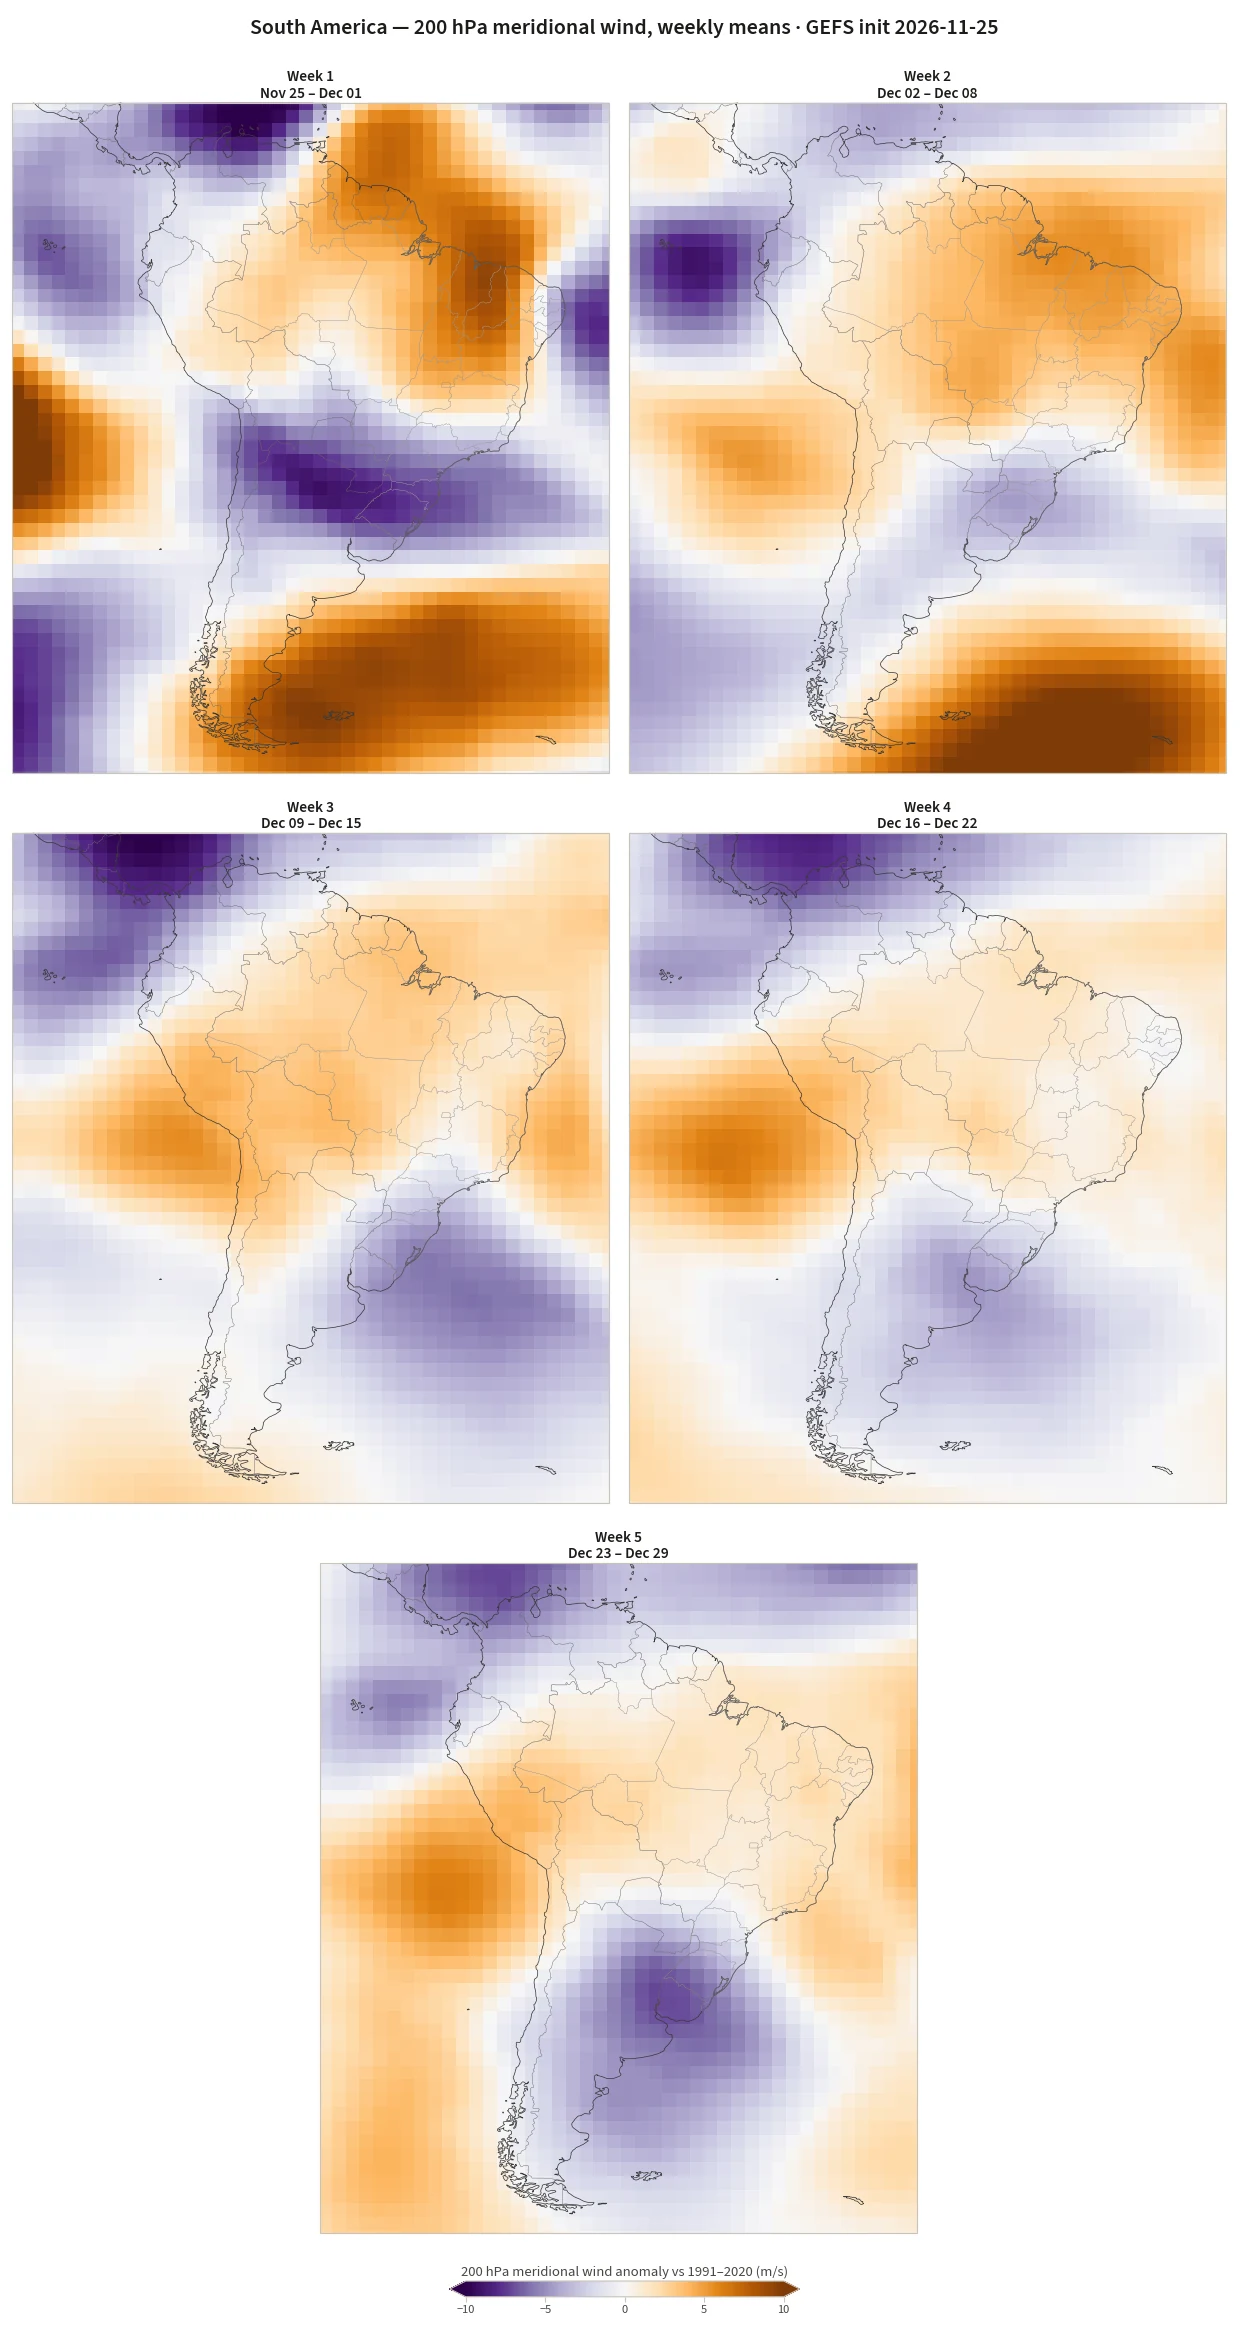 South America — 200 hPa meridional wind, weekly means · GEFS init 2026-11-25
Week 1
Nov 25 – Dec 01
Week 2
Dec 02 – Dec 08
Week 3
Dec 09 – Dec 15
Week 4
Dec 16 – Dec 22
Week 5
Dec 23 – Dec 29
200 hPa meridional wind anomaly vs 1991–2020 (m/s)
−10 −5 0 5 10